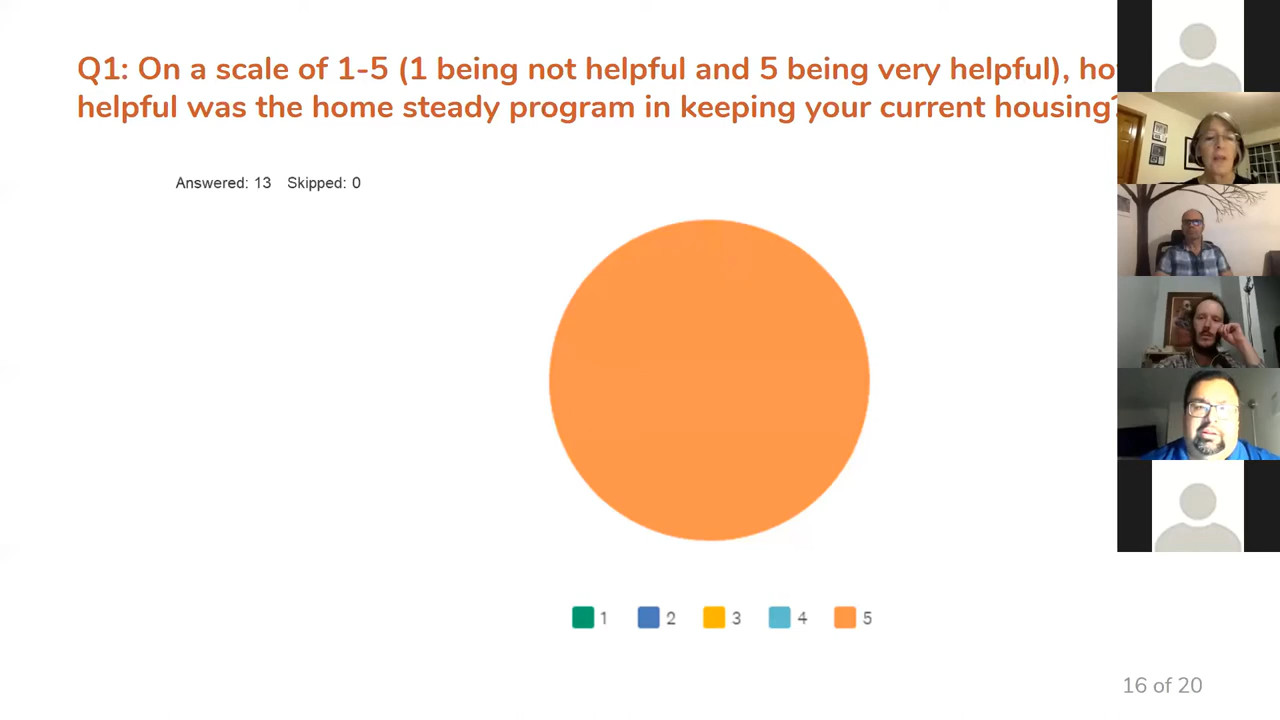 Q1: On a scale of 1-5 (1 being not helpful and 5 being very helpful), ho
helpful was the home steady program in keeping your current housing?
Answered: 13 Skipped: 0
1 2 3 4 5
16 of 20